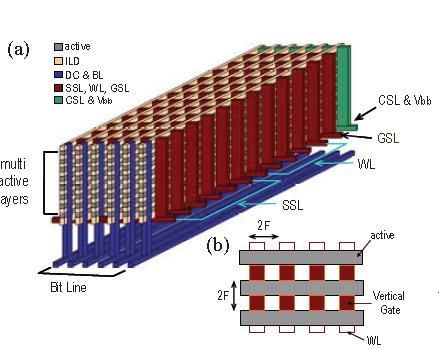 (a)
active
ILD
DC & BL
SSL, WL, GSL
CSL & Vbb
CSL & Vbb
GSL
WL
multi
active
ayers
SSL
Bit Line
(b)
2F
active
2F
Vertical
Gate
WL